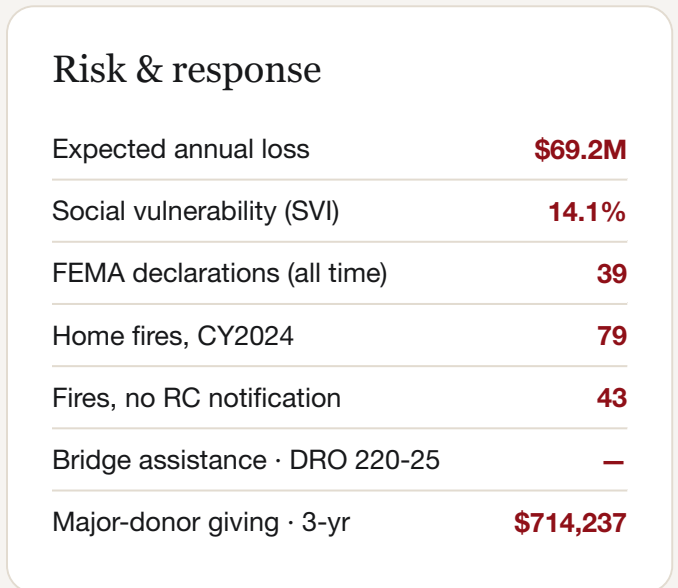 Risk & response
Expected annual loss $69.2M
Social vulnerability (SVI) 14.1%
FEMA declarations (all time) 39
Home fires, CY2024 79
Fires, no RC notification 43
Bridge assistance · DRO 220-25 —
Major-donor giving · 3-yr $714,237